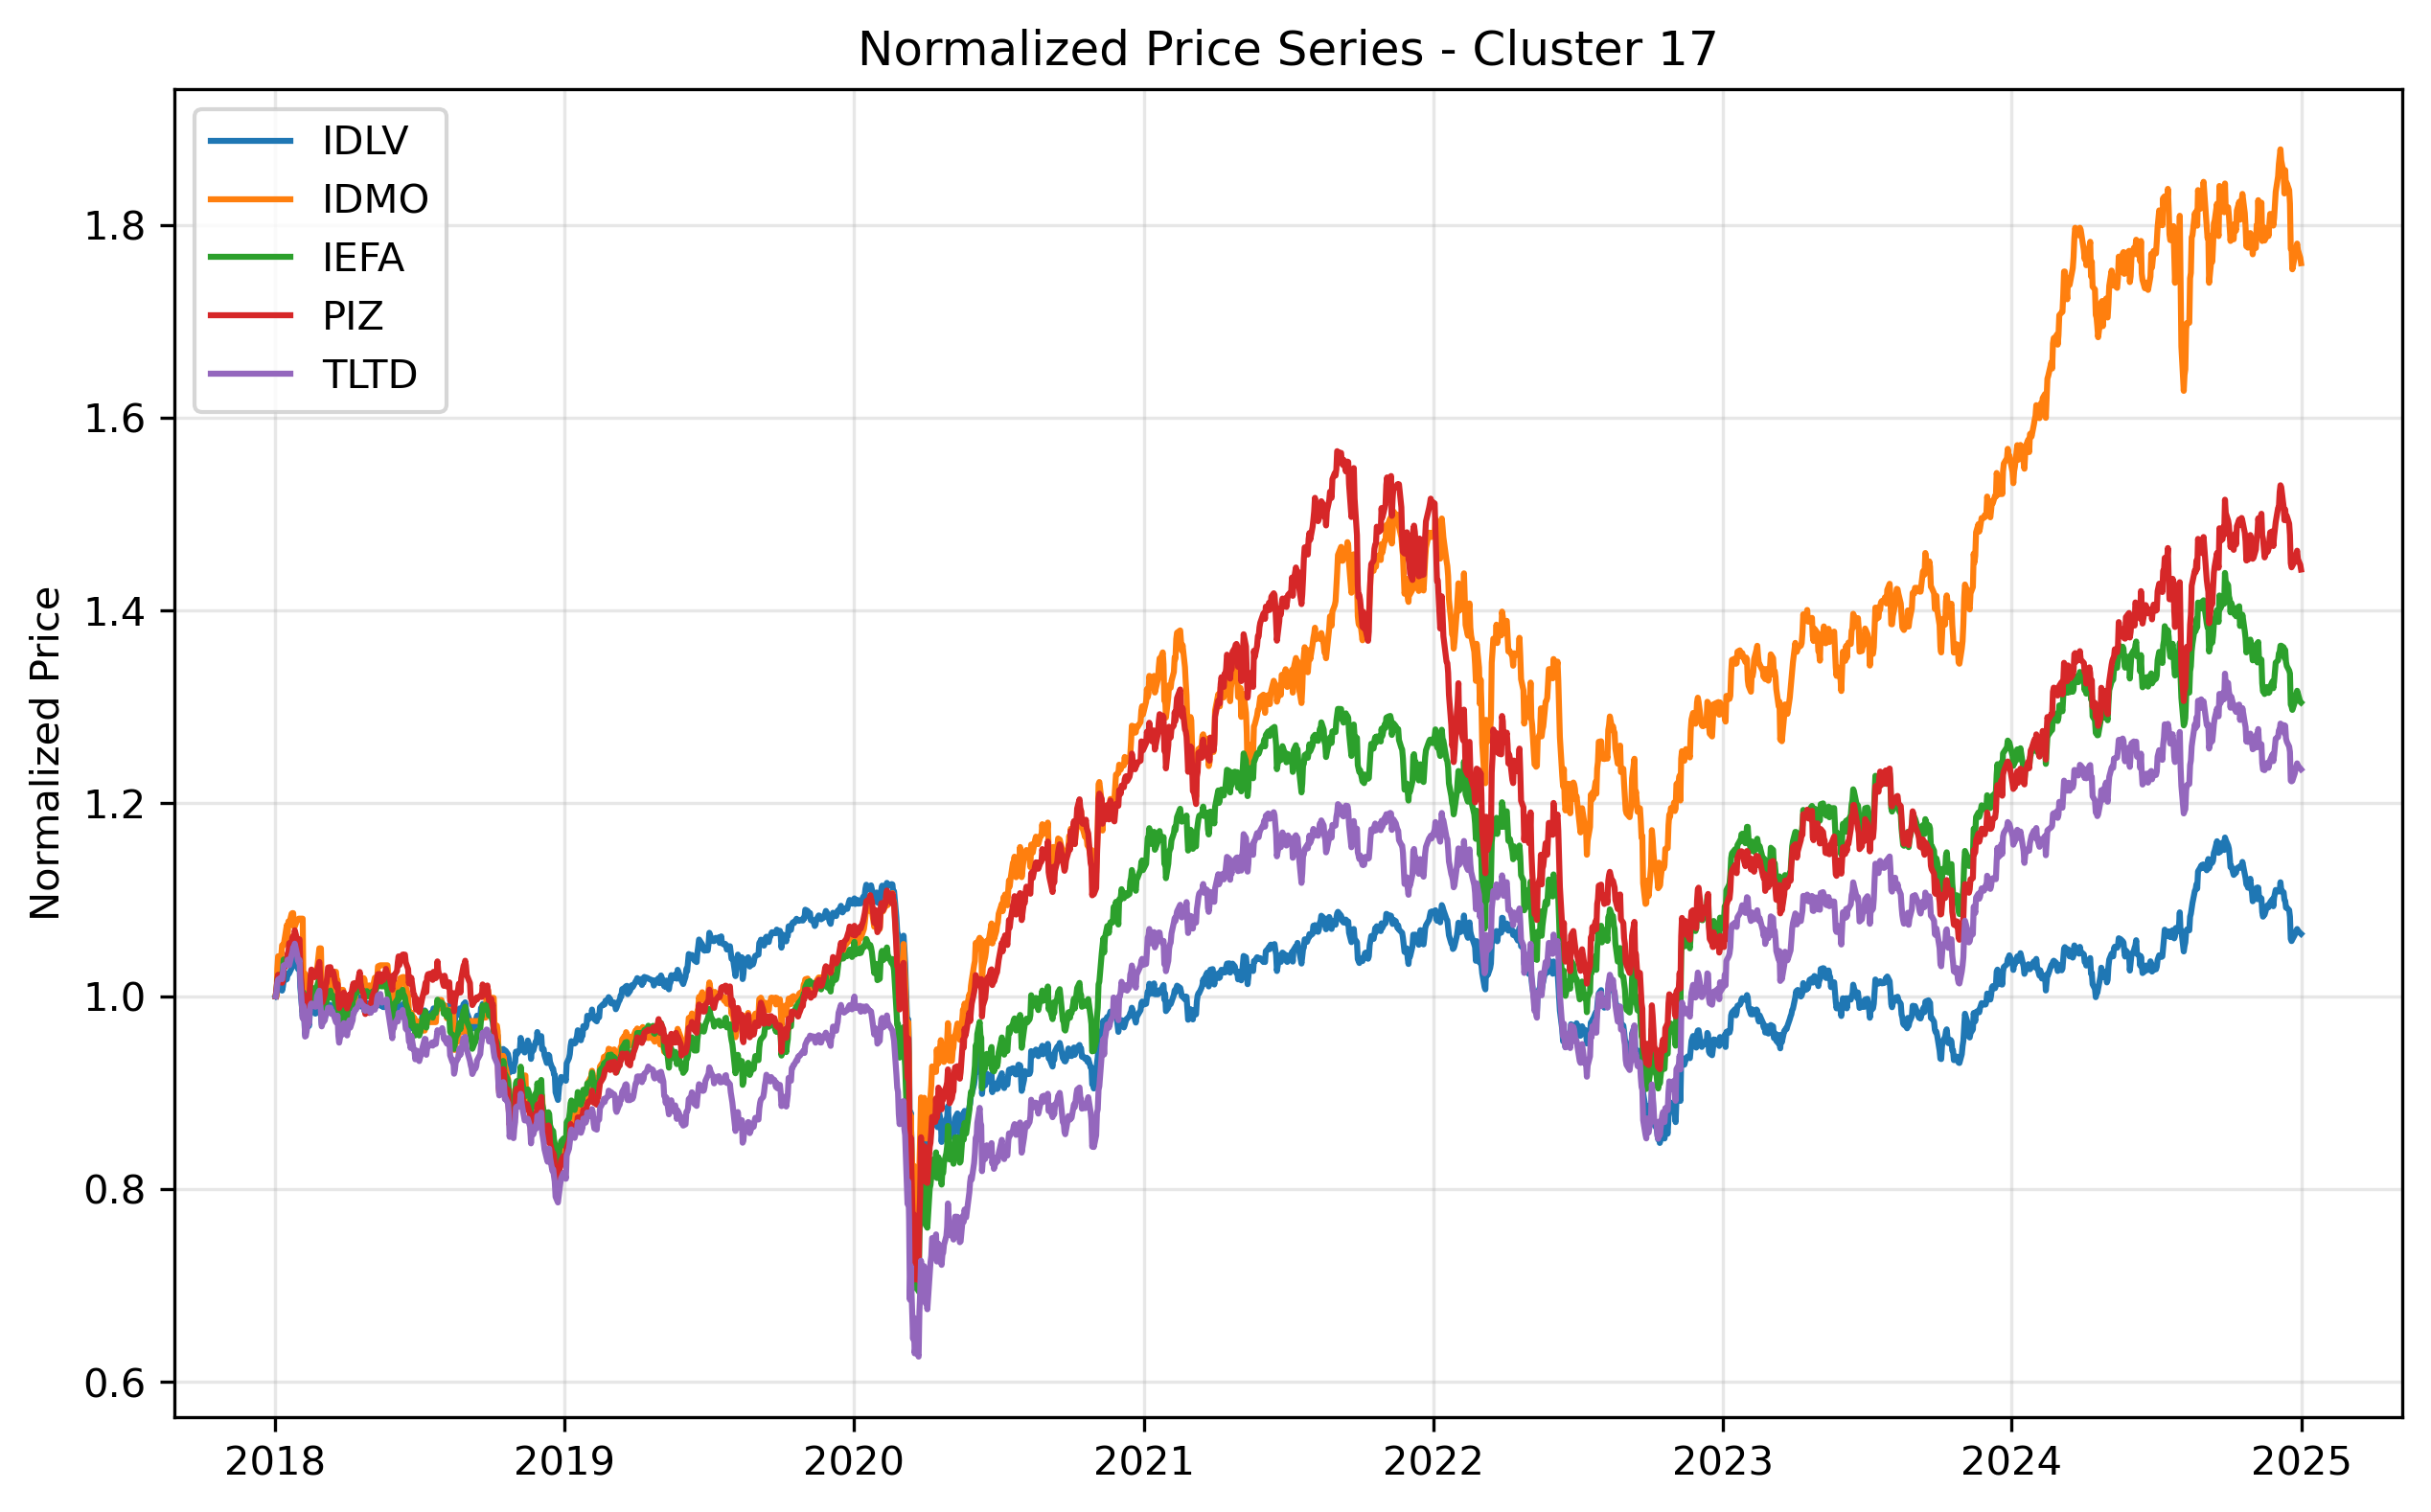 Normalized Price Series - Cluster 17
IDLV
IDMO
IEFA
PIZ
TLTD
Normalized Price
1.8
1.6
1.4
1.2
1.0
0.8
0.6
2018 2019 2020 2021 2022 2023 2024 2025